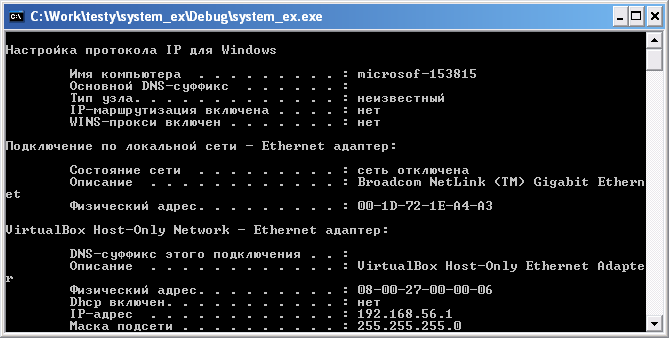 C:\Work\testy\system_ex\Debug\system_ex.exe
Настройка протокола IP для Windows
Имя компьютера . . . . . . . . . : microsof-153815
Основной DNS-суффикс . . . . . . :
Тип узла. . . . . . . . . . . . . : неизвестный
IP-маршрутизация включена . . . . : нет
WINS-прокси включен . . . . . . . : нет
Подключение по локальной сети - Ethernet адаптер:
Состояние сети . . . . . . . . . : сеть отключена
Описание . . . . . . . . . . . . : Broadcom NetLink (TM) Gigabit Ethern
et
Физический адрес. . . . . . . . . : 00-1D-72-1E-A4-A3
VirtualBox Host-Only Network - Ethernet адаптер:
DNS-суффикс этого подключения . . :
Описание . . . . . . . . . . . . : VirtualBox Host-Only Ethernet Adapte
r
Физический адрес. . . . . . . . . : 08-00-27-00-00-06
Dhcp включен. . . . . . . . . . . : нет
IP-адрес . . . . . . . . . . . . : 192.168.56.1
Маска подсети . . . . . . . . . . : 255.255.255.0